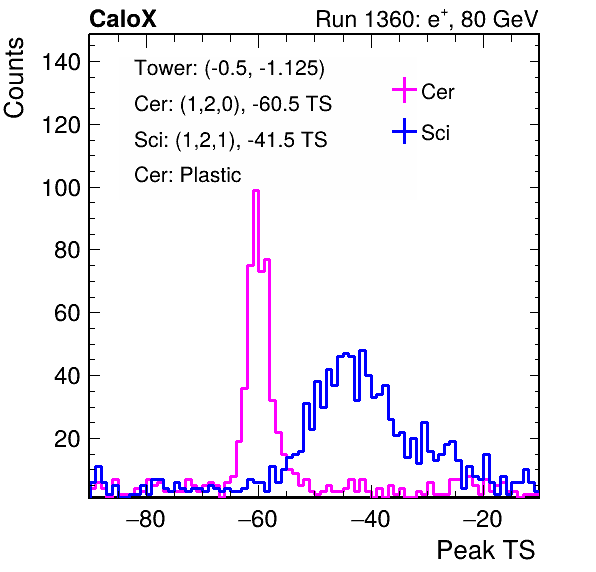 CaloX Run 1360: e⁺, 80 GeV
Counts
Tower: (-0.5, -1.125)
Cer: (1,2,0), -60.5 TS
Sci: (1,2,1), -41.5 TS
Cer: Plastic
Cer
Sci
140
120
100
80
60
40
20
−80 −60 −40 −20
Peak TS